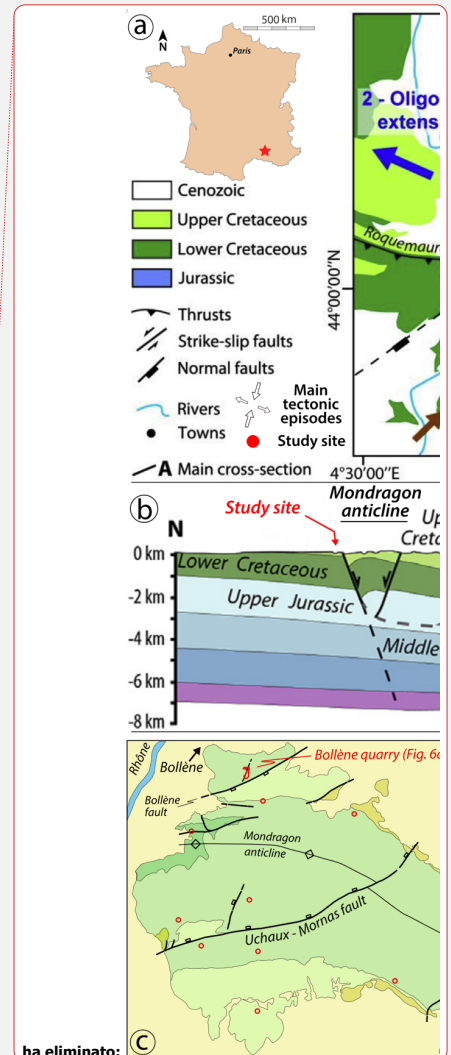 a
500 km
N
Paris
Cenozoic
Upper Cretaceous
Lower Cretaceous
Jurassic
Thrusts
Strike-slip faults
Normal faults
Rivers
Towns
Main
tectonic
episodes
Study site
A Main cross-section
2 - Oligo
extens
Roquemaur
44°00'00"N
4°30'00"E
b
N
Study site
Mondragon
anticline
Up
Creta
0 km
-2 km
-4 km
-6 km
-8 km
Lower Cretaceous
Upper Jurassic
Middle
Rhône
Bollène
Bollène quarry (Fig. 6c
Bollène
fault
Mondragon
anticline
Uchaux - Mornas fault
c
ha eliminato: